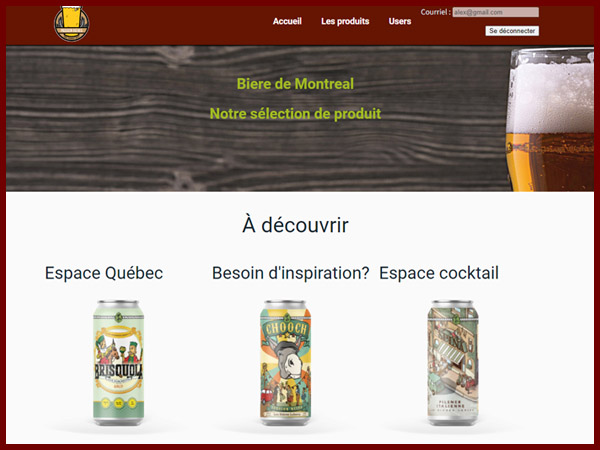 Accueil Les produits Users
Courriel : alex@gmail.com
Se déconnecter
Biere de Montreal
Notre sélection de produit
À découvrir
Espace Québec Besoin d'inspiration? Espace cocktail
BRISQUOLA
CHOOCH
PILSNER
ITALIENNE